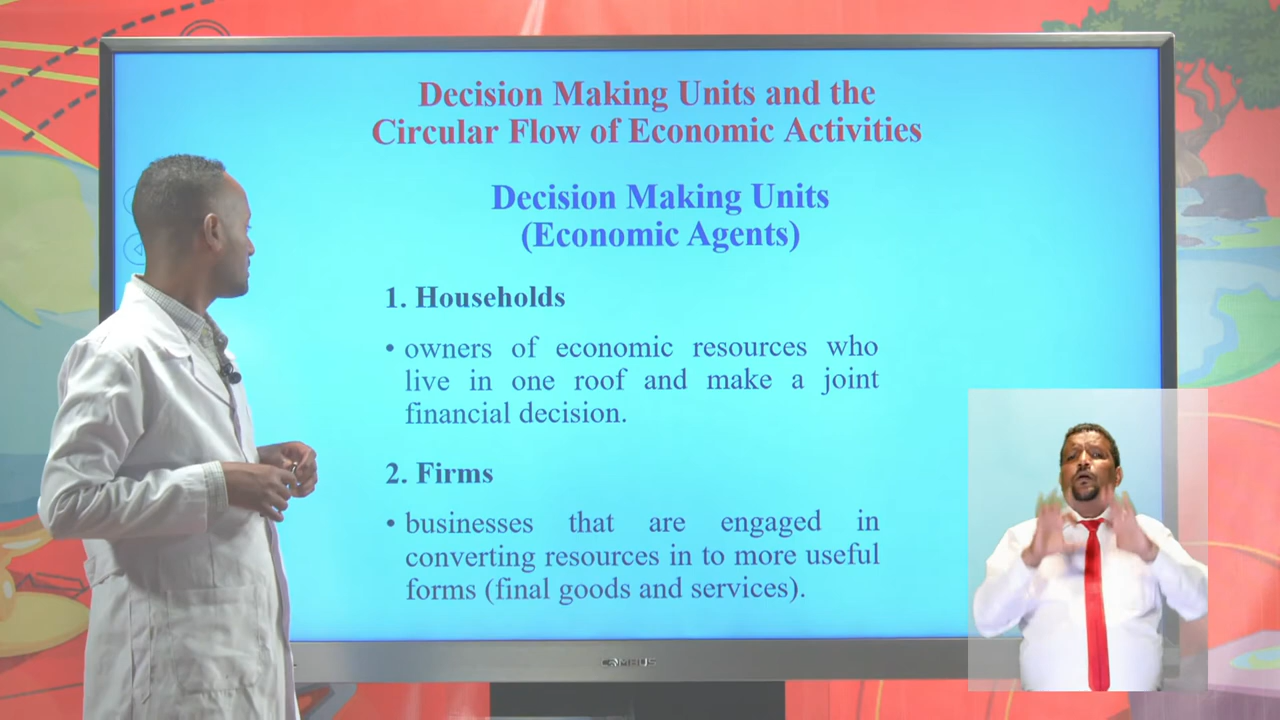 Decision Making Units and the
Circular Flow of Economic Activities
Decision Making Units
(Economic Agents)
1. Households
• owners of economic resources who
live in one roof and make a joint
financial decision.
2. Firms
• businesses that are engaged in
converting resources in to more useful
forms (final goods and services).